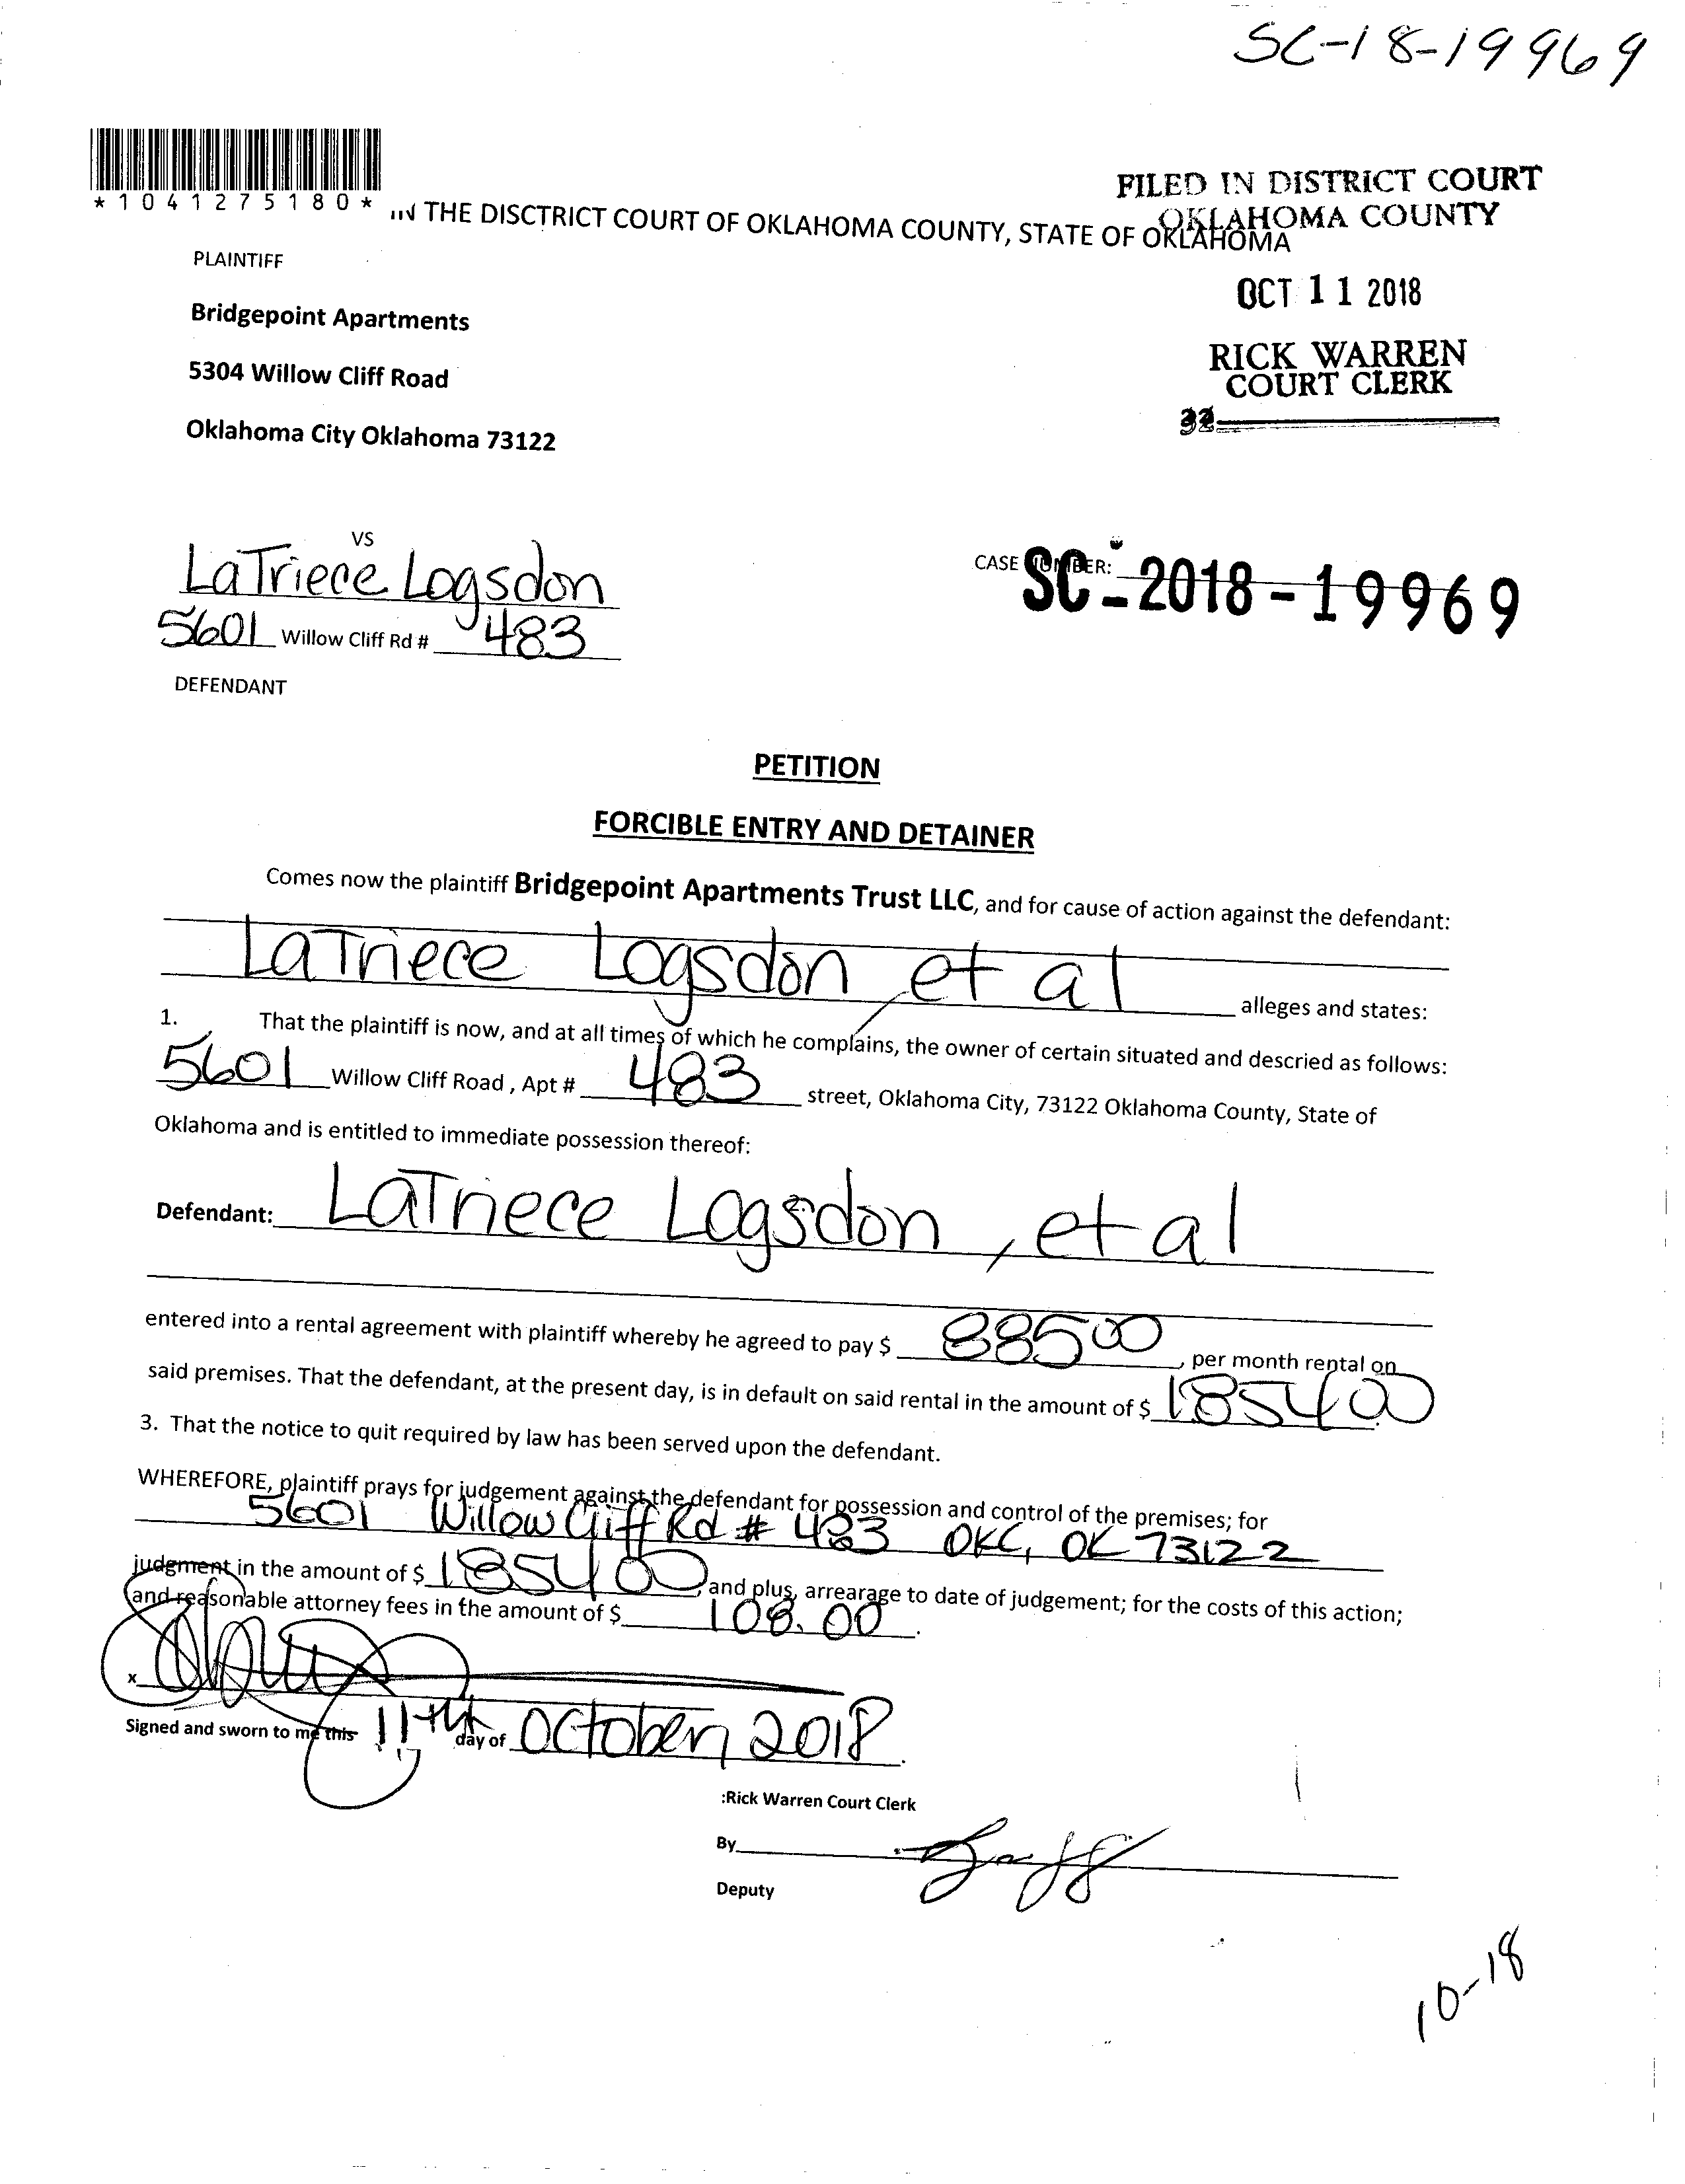 SC-18-19969
*1041275180*
FILED IN DISTRICT COURT
OKLAHOMA COUNTY
IN THE DISCTRICT COURT OF OKLAHOMA COUNTY, STATE OF OKLAHOMA
PLAINTIFF
OCT 11 2018
Bridgepoint Apartments
RICK WARREN
COURT CLERK
5304 Willow Cliff Road
Oklahoma City Oklahoma 73122
VS
LaTriece Logsdon
CASE NUMBER: SC-2018-19969
5601 Willow Cliff Rd # 483
DEFENDANT
PETITION
FORCIBLE ENTRY AND DETAINER
Comes now the plaintiff Bridgepoint Apartments Trust LLC, and for cause of action against the defendant:
LaTriece Logsdon, et al alleges and states:
1. That the plaintiff is now, and at all times of which he complains, the owner of certain situated and descried as follows:
5601 Willow Cliff Road , Apt # 483 street, Oklahoma City, 73122 Oklahoma County, State of
Oklahoma and is entitled to immediate possession thereof:
Defendant: LaTriece Logsdon, et al
entered into a rental agreement with plaintiff whereby he agreed to pay $ 885 00, per month rental on
said premises. That the defendant, at the present day, is in default on said rental in the amount of $ 1854 00
3. That the notice to quit required by law has been served upon the defendant.
WHEREFORE, plaintiff prays for judgement against the defendant for possession and control of the premises; for
5601 Willow Cliff Rd # 483 OKC, OK 73122
judgment in the amount of $ 1854 00, and plus, arrearage to date of judgement; for the costs of this action;
and reasonable attorney fees in the amount of $ 108.00.
x
Signed and sworn to me this 11th day of October 2018.
:Rick Warren Court Clerk
By
Deputy
10-18